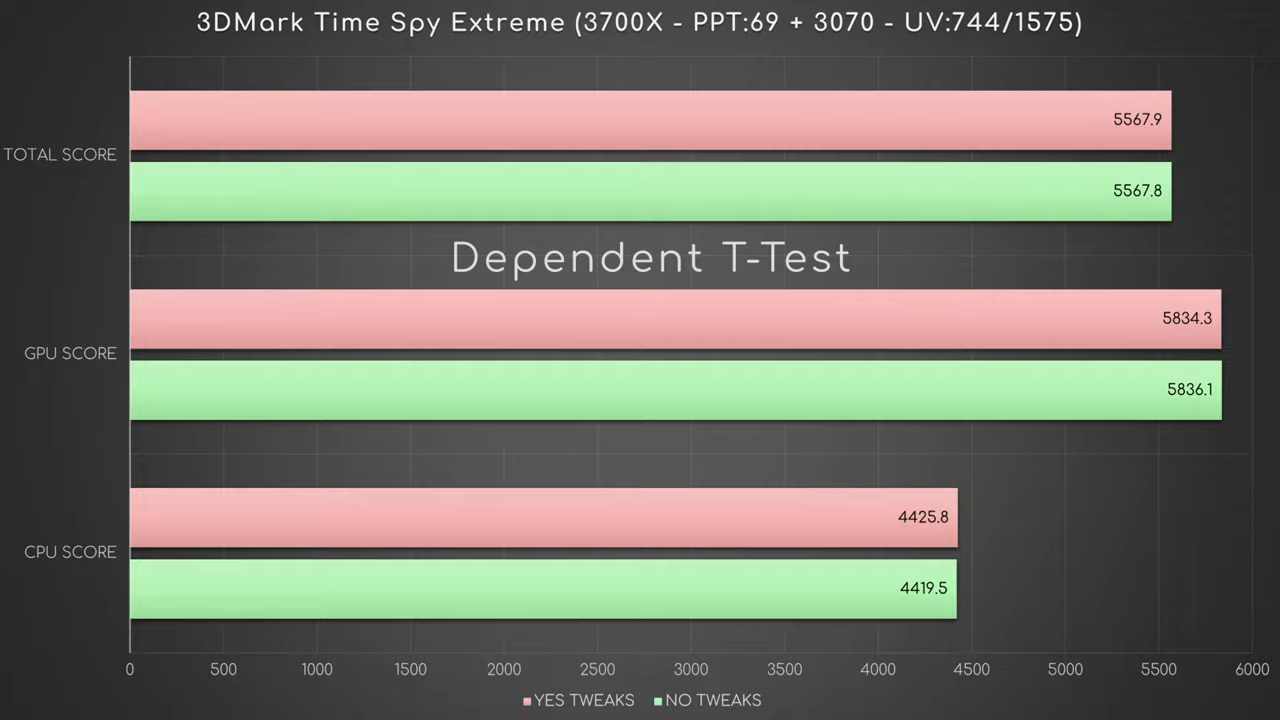 3DMark Time Spy Extreme (3700X - PPT:69 + 3070 - UV:744/1575)
5567.9
TOTAL SCORE
5567.8
Dependent T-Test
5834.3
GPU SCORE
5836.1
4425.8
CPU SCORE
4419.5
0 500 1000 1500 2000 2500 3000 3500 4000 4500 5000 5500 6000
YES TWEAKS NO TWEAKS